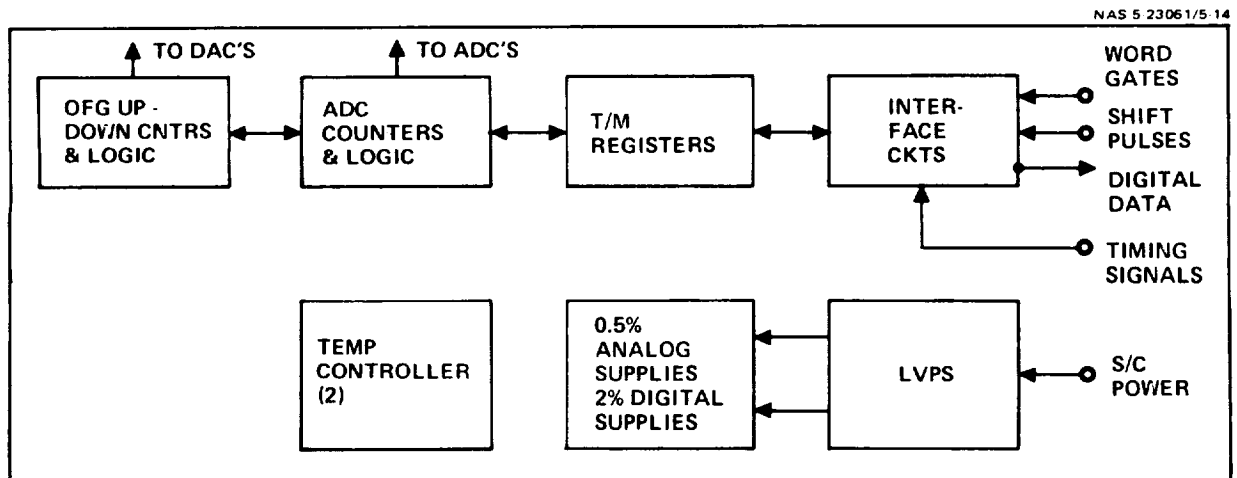 NAS 5-23061/5-14
TO DAC'S
TO ADC'S
OFG UP -
DOWN CNTRS
& LOGIC
ADC
COUNTERS
& LOGIC
T/M
REGISTERS
INTER-
FACE
CKTS
WORD
GATES
SHIFT
PULSES
DIGITAL
DATA
TIMING
SIGNALS
TEMP
CONTROLLER
(2)
0.5%
ANALOG
SUPPLIES
2% DIGITAL
SUPPLIES
LVPS
S/C
POWER